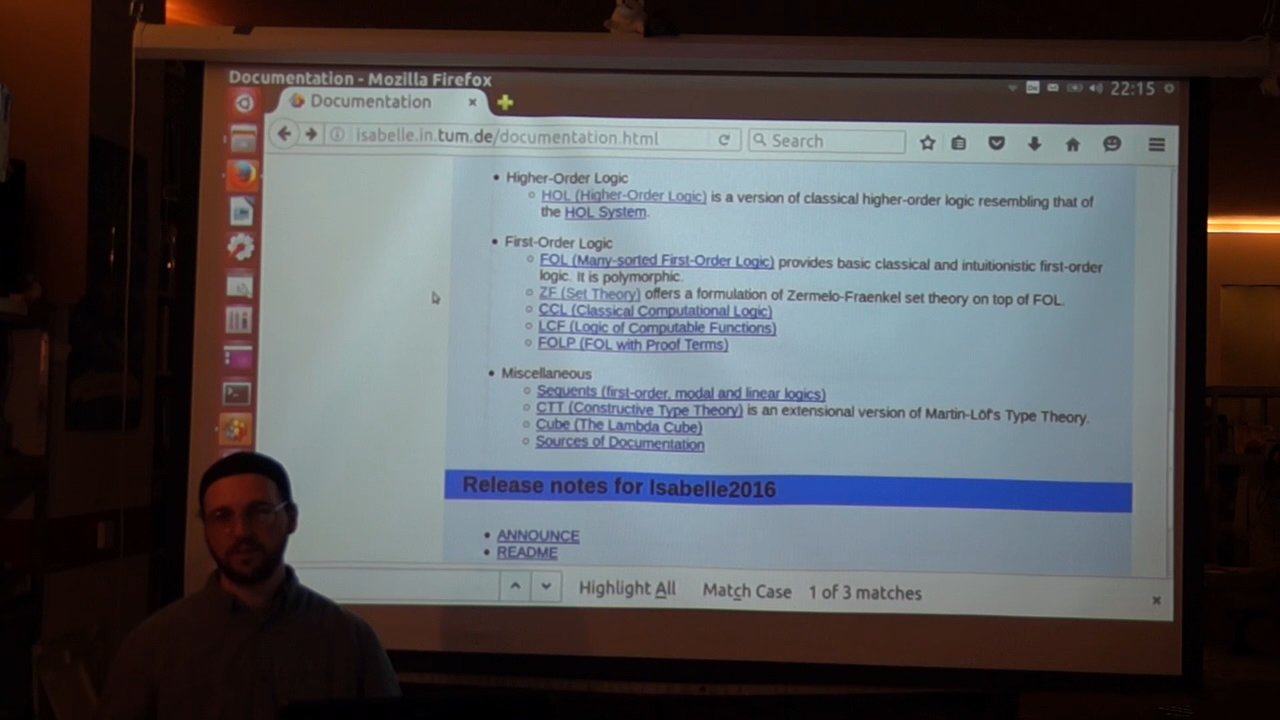 Documentation - Mozilla Firefox
22:15
Documentation
isabelle.in.tum.de/documentation.html
Search
Higher-Order Logic
HOL (Higher-Order Logic) is a version of classical higher-order logic resembling that of
the HOL System.
First-Order Logic
FOL (Many-sorted First-Order Logic) provides basic classical and intuitionistic first-order
logic. It is polymorphic.
ZF (Set Theory) offers a formulation of Zermelo-Fraenkel set theory on top of FOL.
CCL (Classical Computational Logic)
LCF (Logic of Computable Functions)
FOLP (FOL with Proof Terms)
Miscellaneous
Sequents (first-order, modal and linear logics)
CTT (Constructive Type Theory) is an extensional version of Martin-Löf's Type Theory.
Cube (The Lambda Cube)
Sources of Documentation
Release notes for Isabelle2016
ANNOUNCE
README
Highlight All Match Case 1 of 3 matches